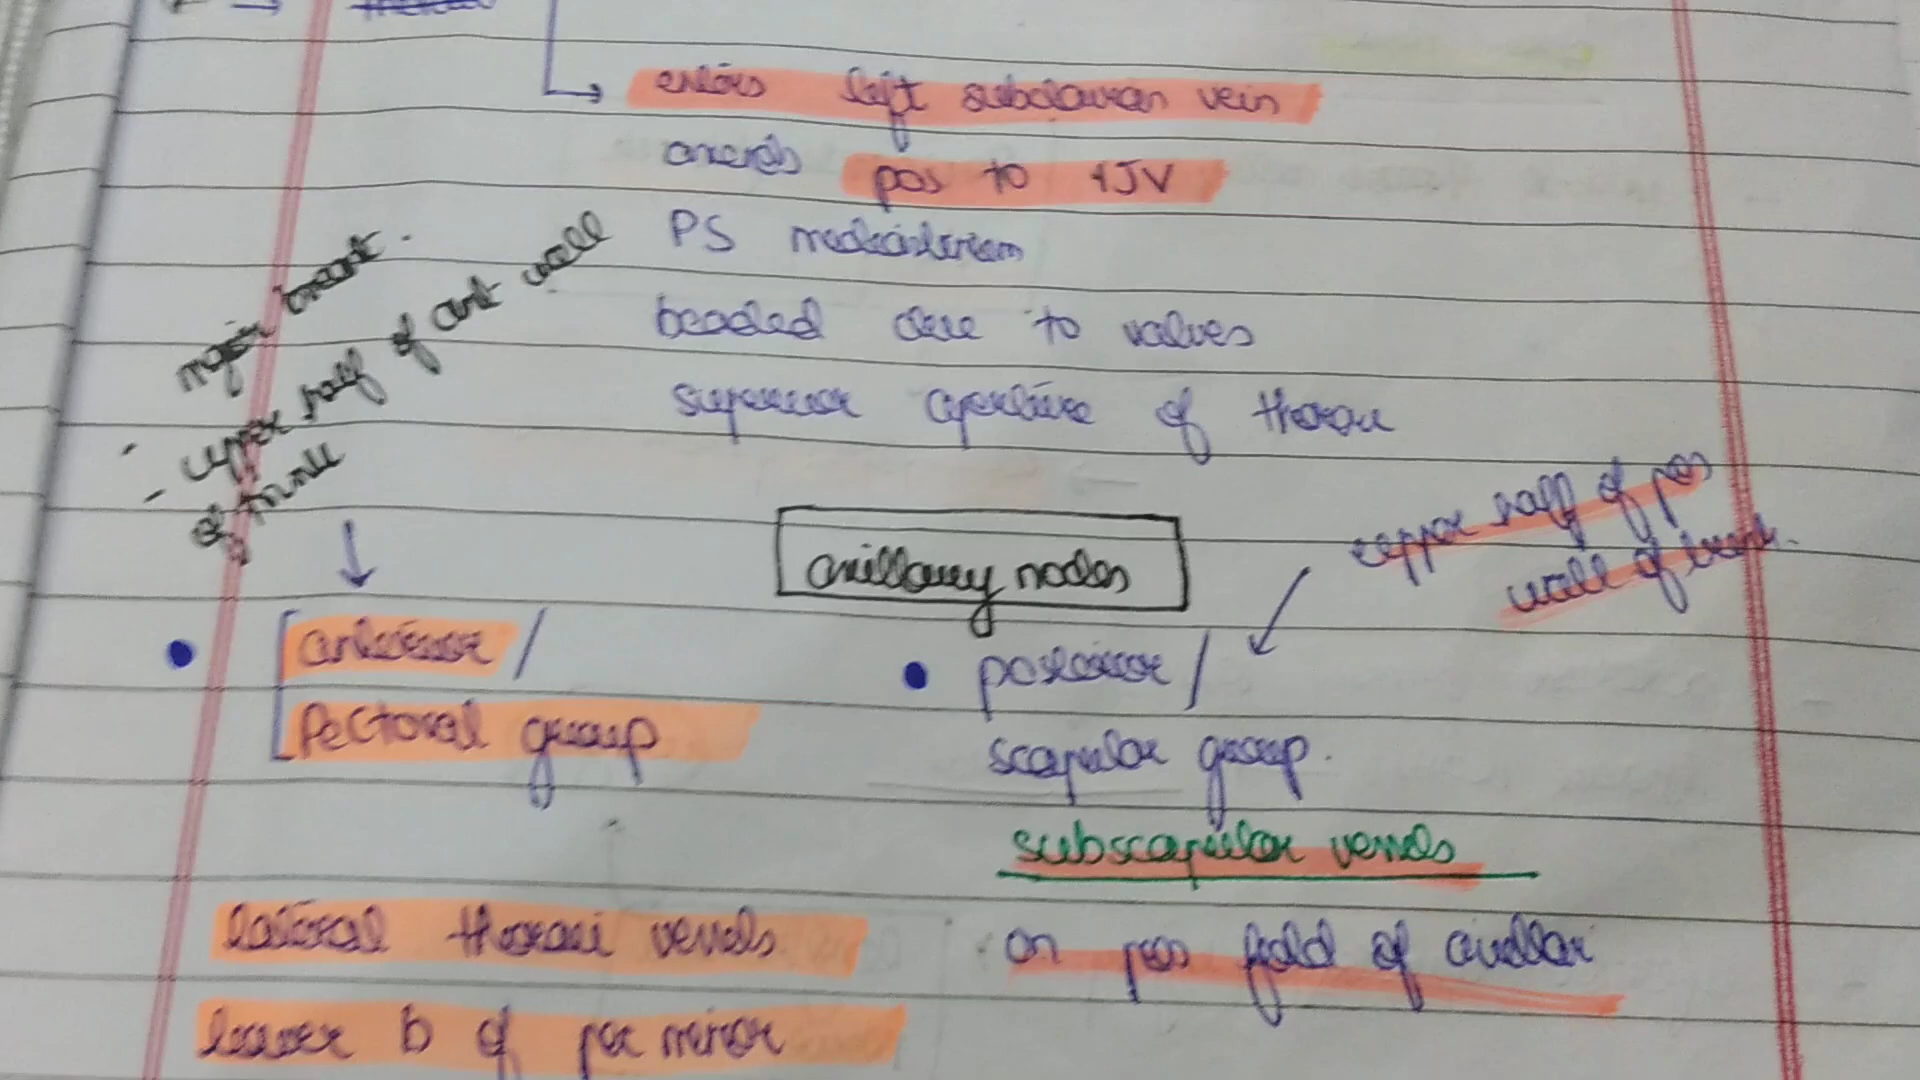 enters left subclavian vein
ascends pos to IJV
PS mediastinum
beaded due to valves
superior aperture of thorax
major breast.
- upper half of ant wall
of trunk
axillary nodes
upper half of pos
wall of trunk.
• anterior /
Pectoral group
• posterior /
scapular group.
subscapular vessels
lateral thoracic vessels
on pos fold of axillar
lower b of pec minor